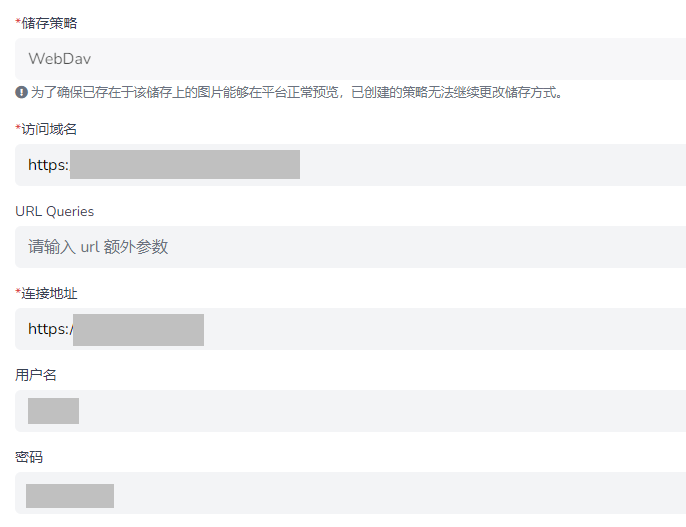 *储存策略
WebDav
为了确保已存在于该储存上的图片能够在平台正常预览，已创建的策略无法继续更改储存方式。
*访问域名
https:
URL Queries
请输入 url 额外参数
*连接地址
https:/
用户名
密码